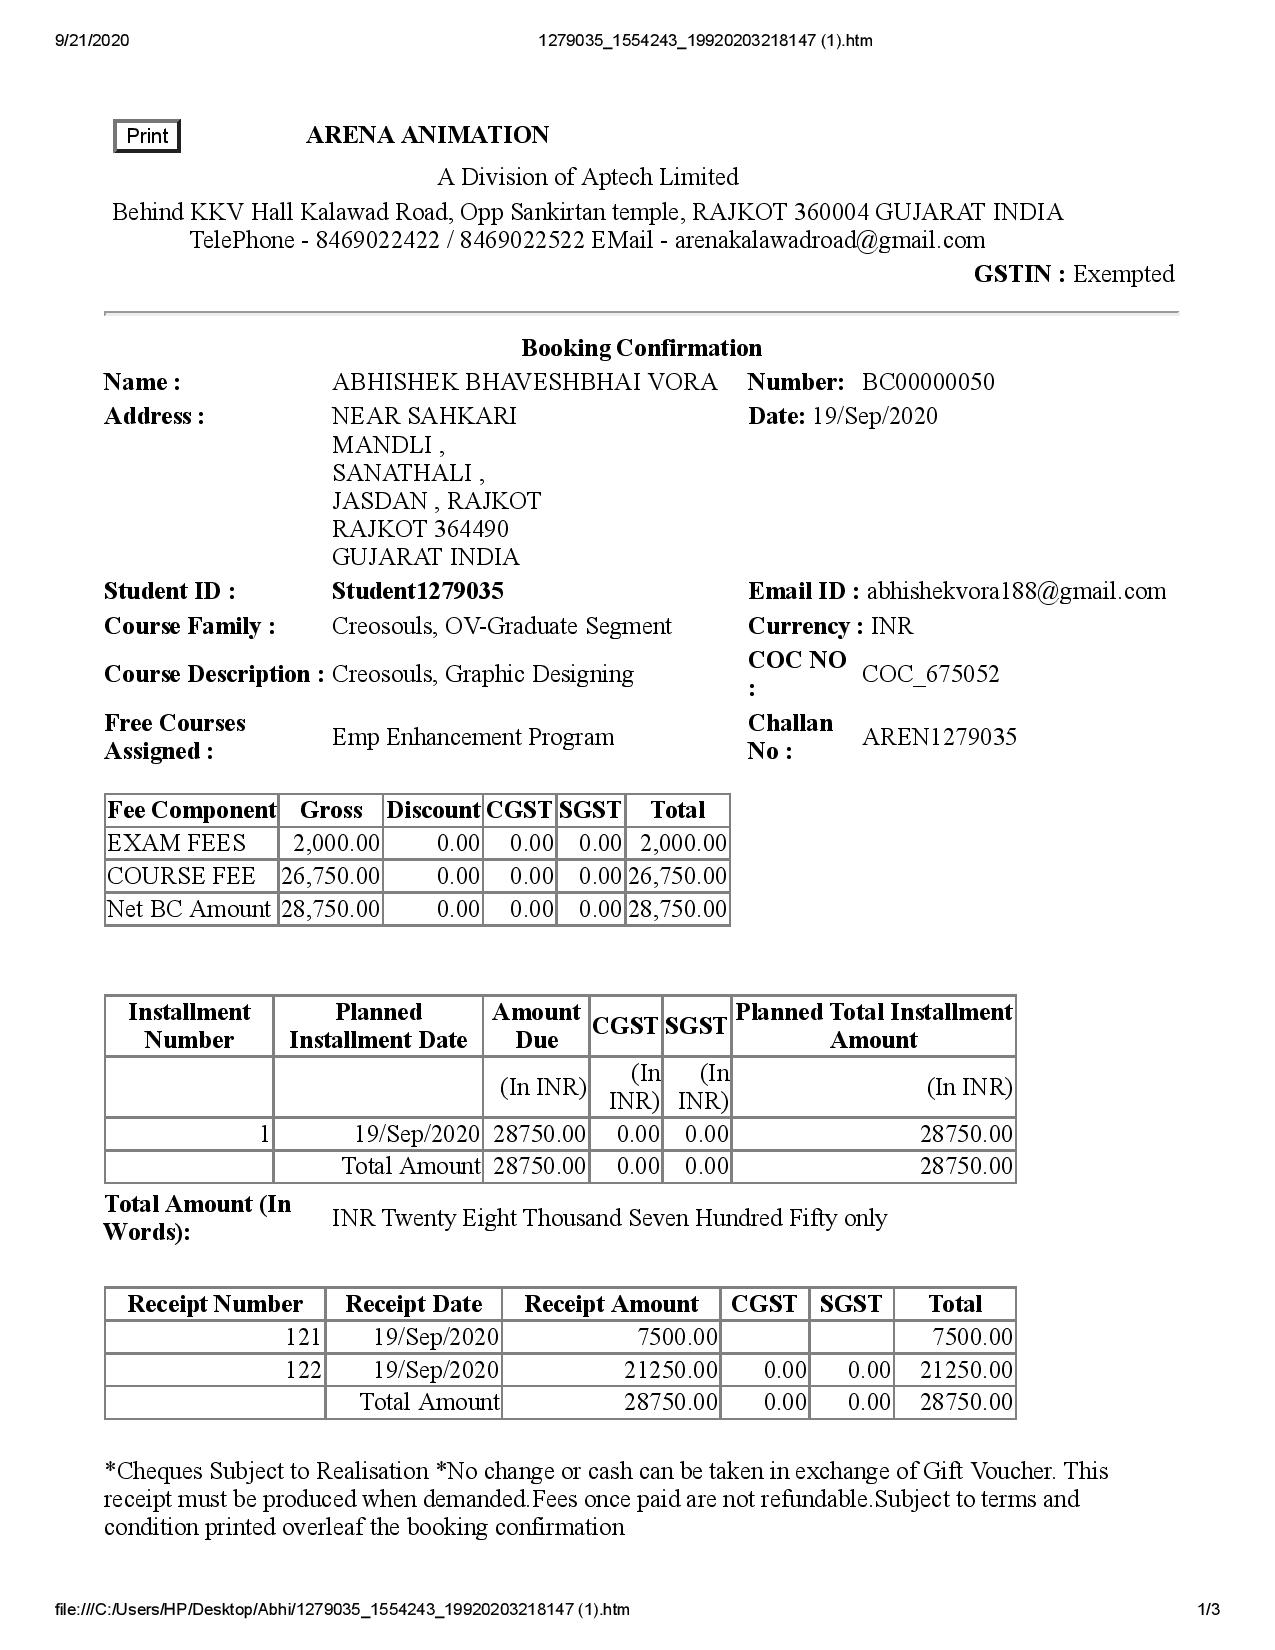 9/21/2020 1279035_1554243_19920203218147 (1).htm
Print ARENA ANIMATION
A Division of Aptech Limited
Behind KKV Hall Kalawad Road, Opp Sankirtan temple, RAJKOT 360004 GUJARAT INDIA
TelePhone - 8469022422 / 8469022522 EMail - arenakalawadroad@gmail.com
GSTIN : Exempted
Booking Confirmation
Name : ABHISHEK BHAVESHBHAI VORA Number: BC00000050
Address : NEAR SAHKARI Date: 19/Sep/2020
MANDLI ,
SANATHALI ,
JASDAN , RAJKOT
RAJKOT 364490
GUJARAT INDIA
Student ID : Student1279035 Email ID : abhishekvora188@gmail.com
Course Family : Creosouls, OV-Graduate Segment Currency : INR
Course Description : Creosouls, Graphic Designing COC NO : COC_675052
Free Courses Assigned : Emp Enhancement Program Challan No : AREN1279035
Fee Component Gross Discount CGST SGST Total
EXAM FEES 2,000.00 0.00 0.00 0.00 2,000.00
COURSE FEE 26,750.00 0.00 0.00 0.00 26,750.00
Net BC Amount 28,750.00 0.00 0.00 0.00 28,750.00
Installment Number Planned Installment Date Amount Due CGST SGST Planned Total Installment Amount
(In INR) (In INR) (In INR) (In INR)
1 19/Sep/2020 28750.00 0.00 0.00 28750.00
Total Amount 28750.00 0.00 0.00 28750.00
Total Amount (In Words): INR Twenty Eight Thousand Seven Hundred Fifty only
Receipt Number Receipt Date Receipt Amount CGST SGST Total
121 19/Sep/2020 7500.00 7500.00
122 19/Sep/2020 21250.00 0.00 0.00 21250.00
Total Amount 28750.00 0.00 0.00 28750.00
*Cheques Subject to Realisation *No change or cash can be taken in exchange of Gift Voucher. This
receipt must be produced when demanded.Fees once paid are not refundable.Subject to terms and
condition printed overleaf the booking confirmation
file:///C:/Users/HP/Desktop/Abhi/1279035_1554243_19920203218147 (1).htm 1/3